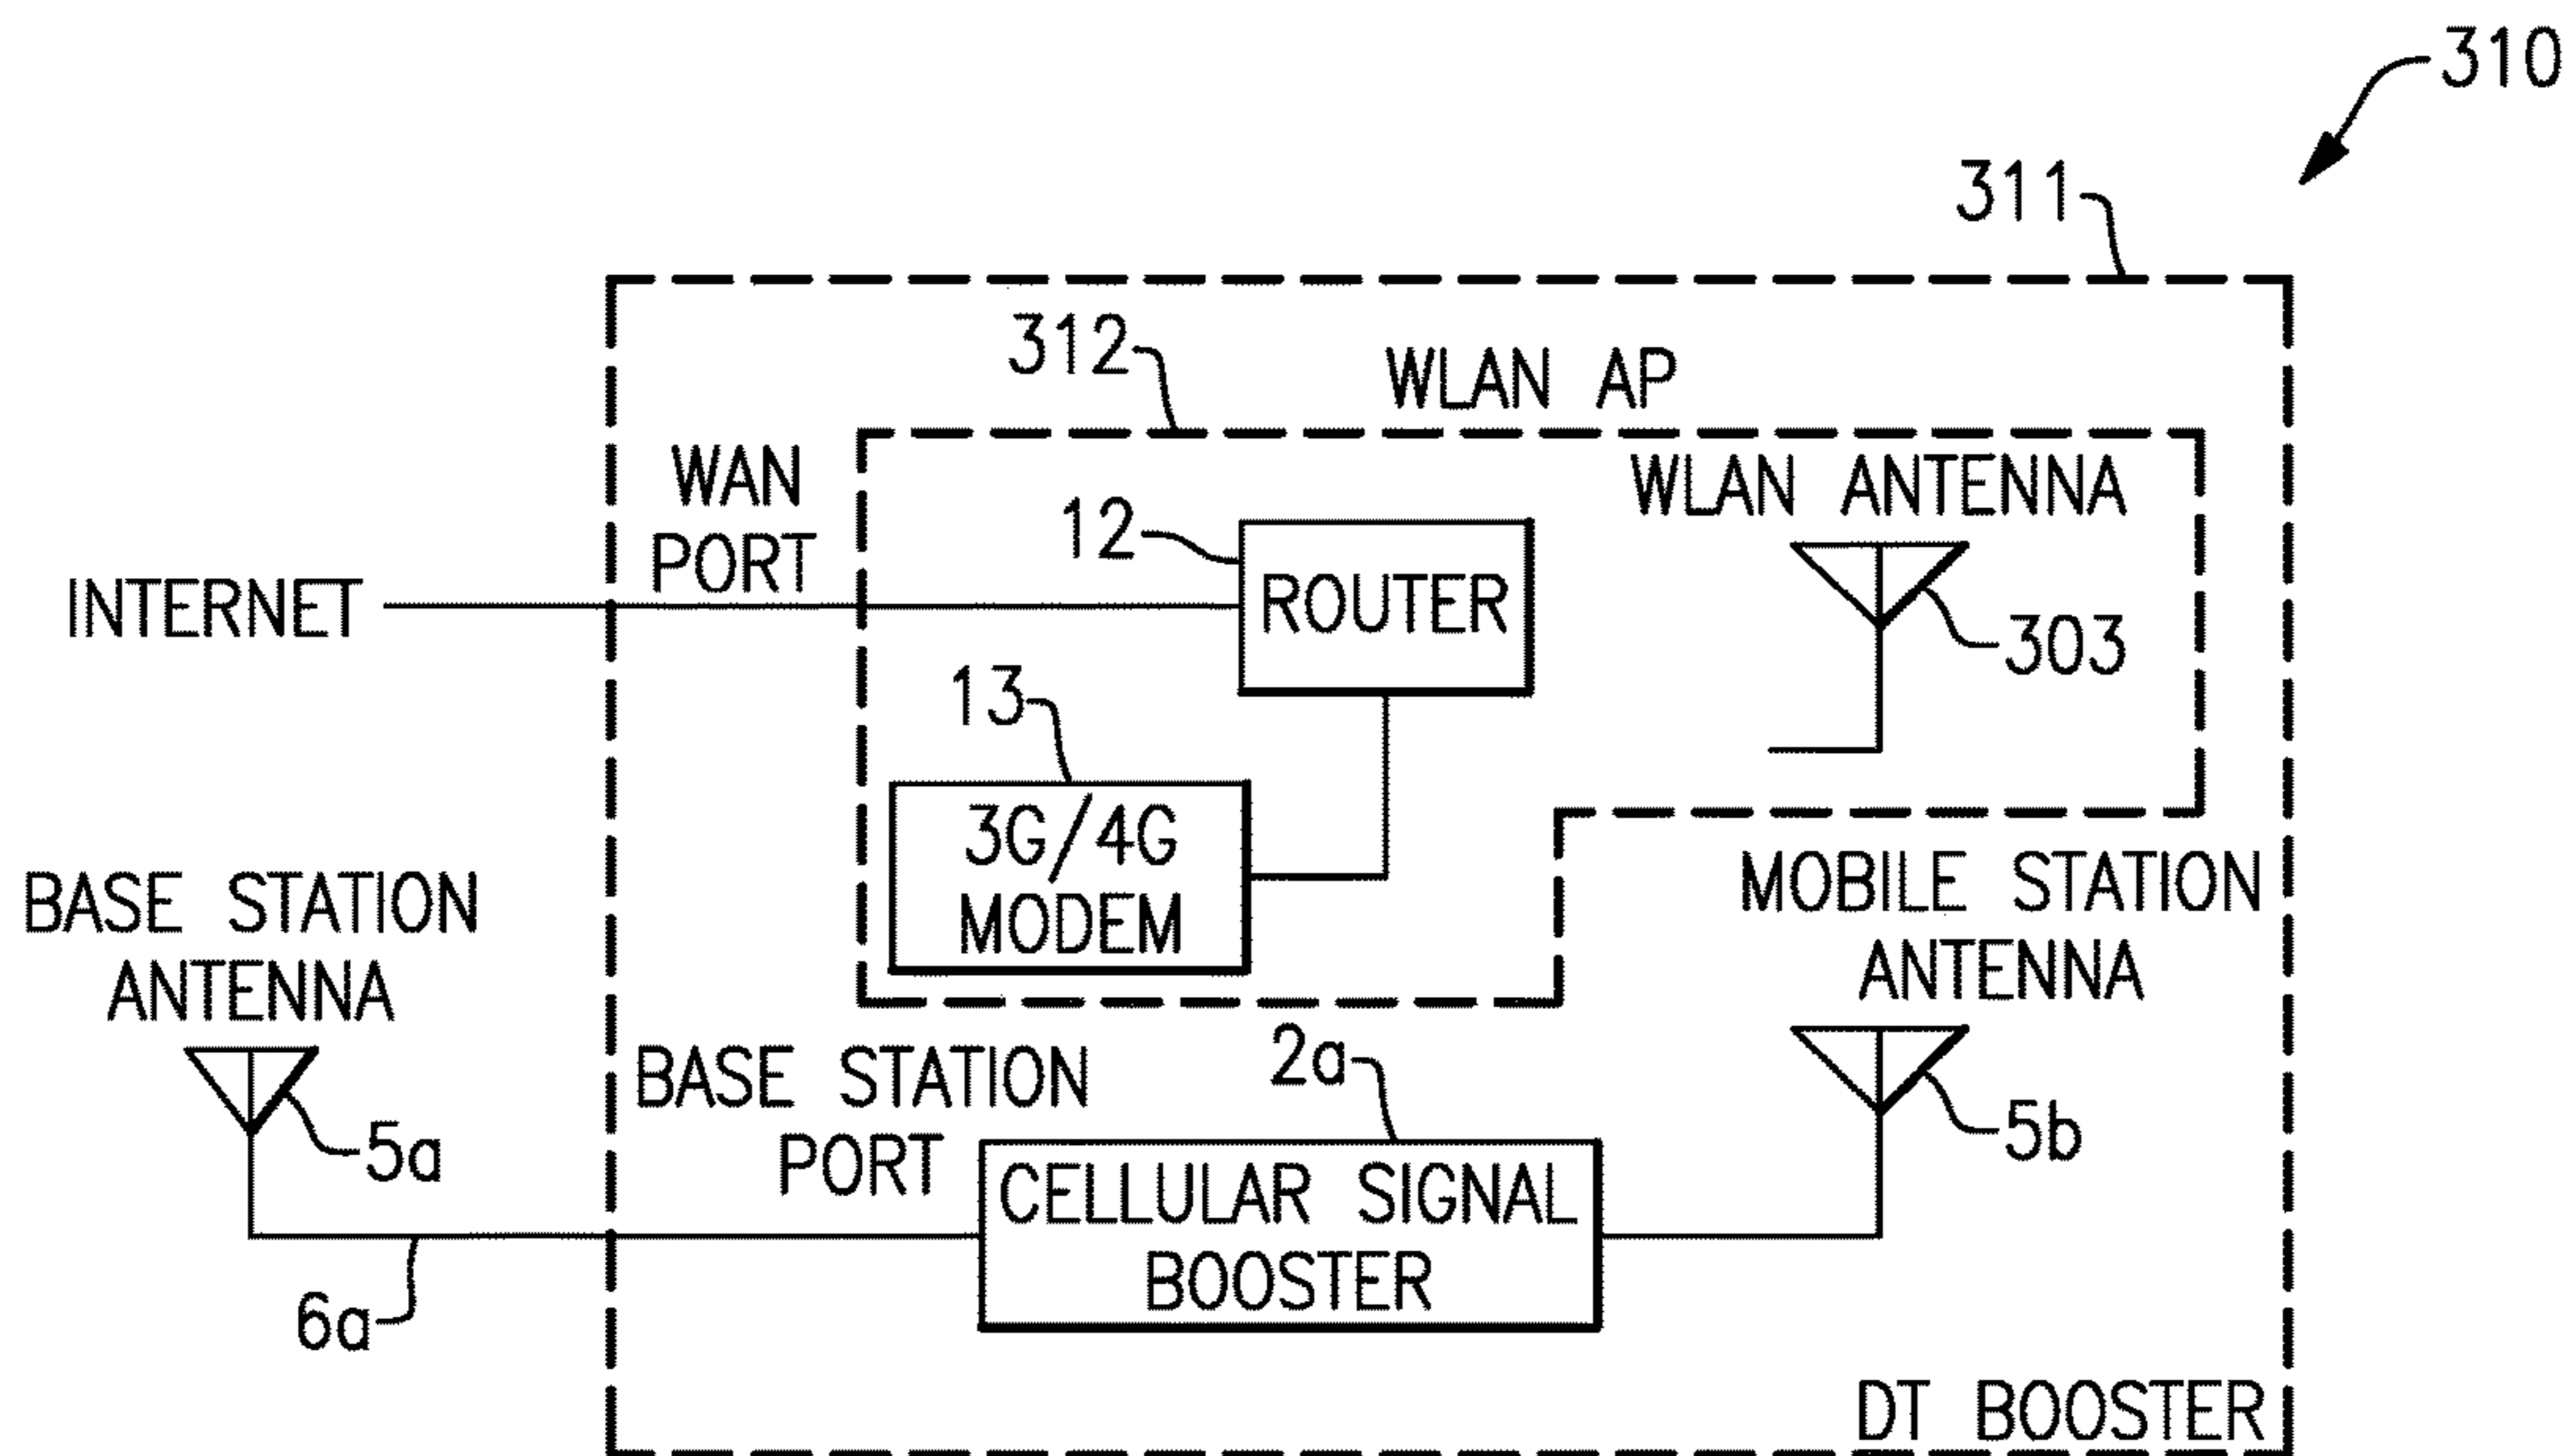 310
311
312
WLAN AP
WAN
PORT
WLAN ANTENNA
12
ROUTER
INTERNET
303
13
3G/4G
MODEM
BASE STATION
ANTENNA
MOBILE STATION
ANTENNA
2a
BASE STATION
PORT
5a
5b
CELLULAR SIGNAL
BOOSTER
6a
DT BOOSTER